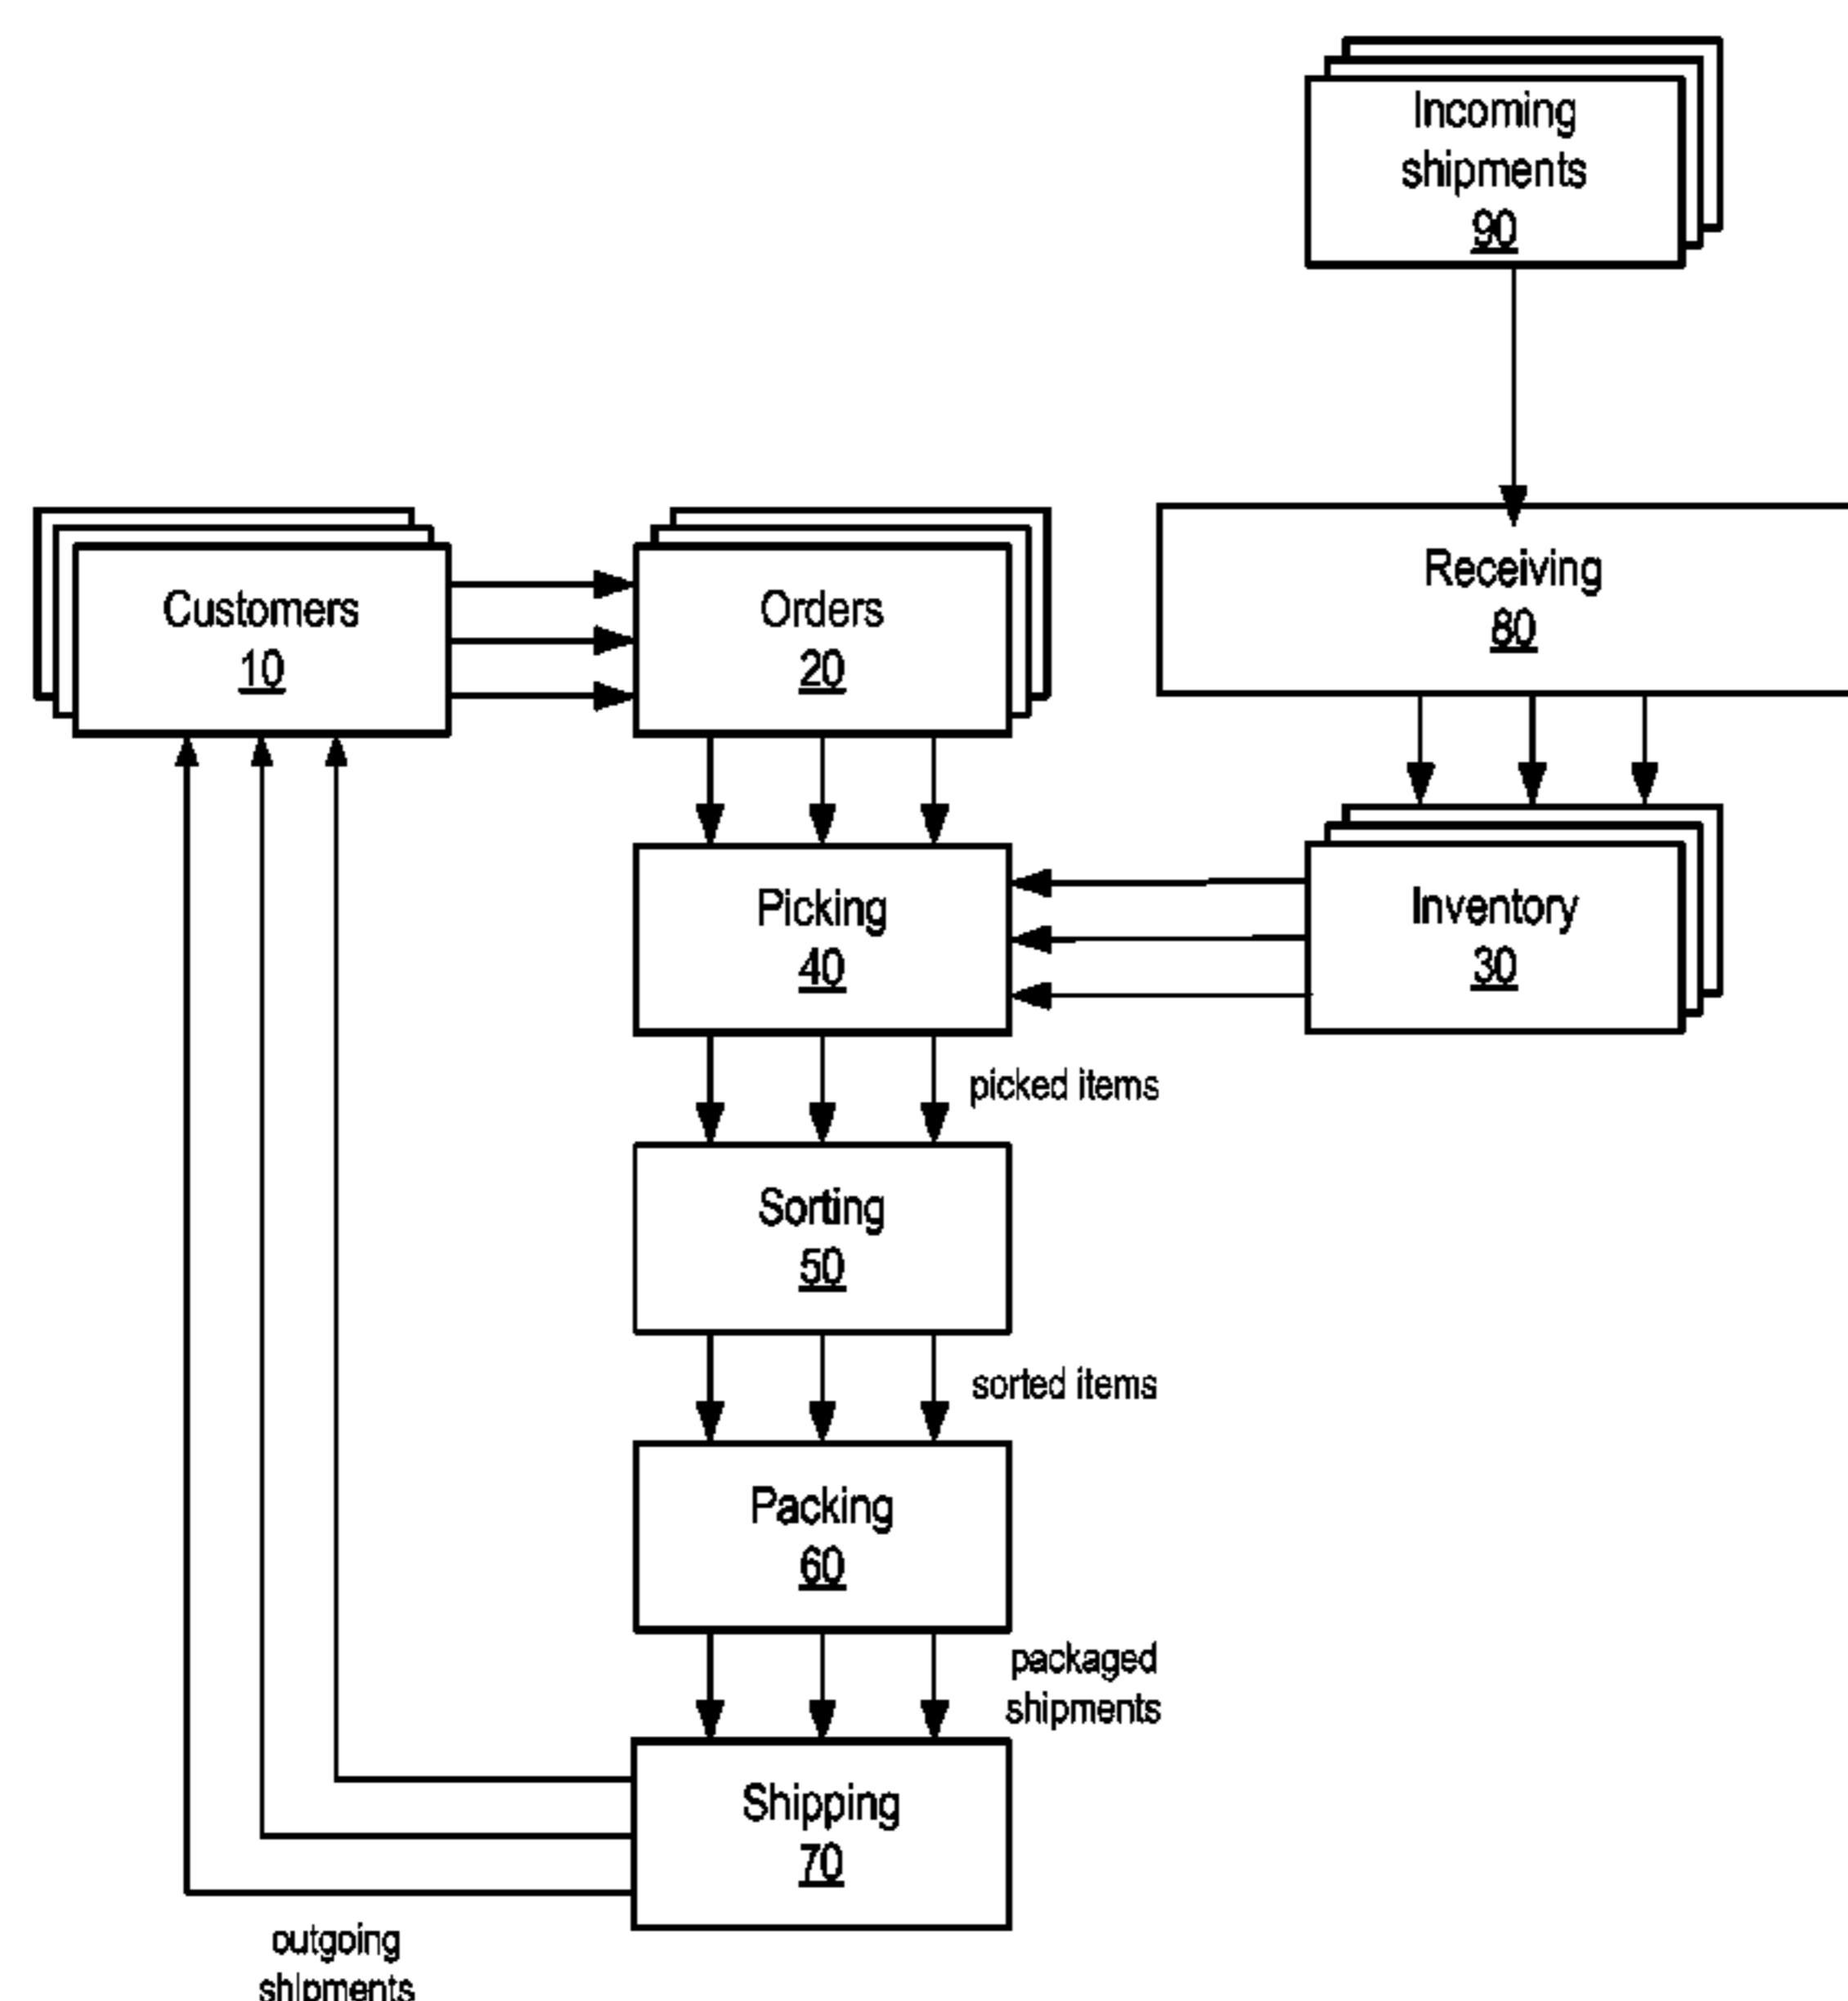 Incoming
shipments
90
Customers
10
Orders
20
Receiving
80
Picking
40
Inventory
30
picked items
Sorting
50
sorted items
Packing
60
packaged
shipments
Shipping
70
outgoing
shipments